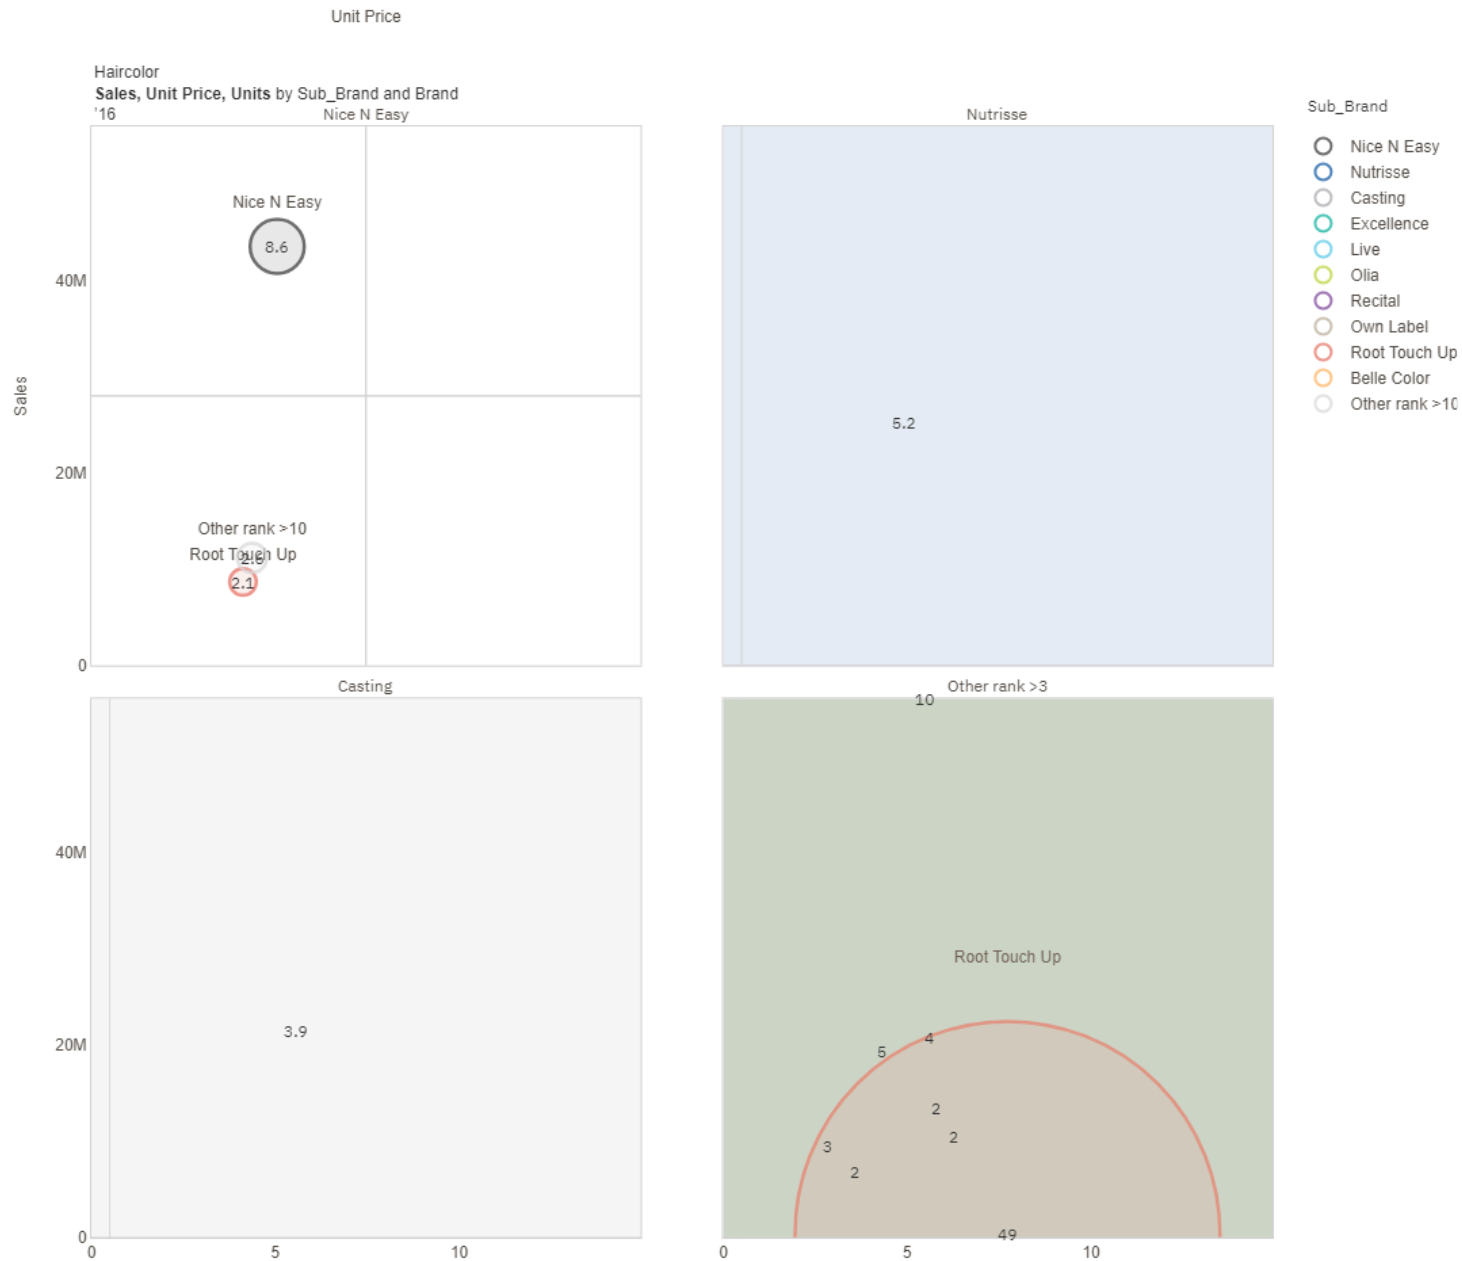 Unit Price
Haircolor
Sales, Unit Price, Units by Sub_Brand and Brand
'16
Nice N Easy
Nutrisse
Sub_Brand
Nice N Easy
Nutrisse
Casting
Excellence
Live
Olia
Recital
Own Label
Root Touch Up
Belle Color
Other rank >10
Sales
40M
20M
0
Nice N Easy
8.6
Other rank >10
Root Touch Up
2.6
2.1
5.2
Casting
Other rank >3
40M
20M
0
3.9
10
Root Touch Up
4
5
2
2
3
2
49
0
5
10
0
5
10